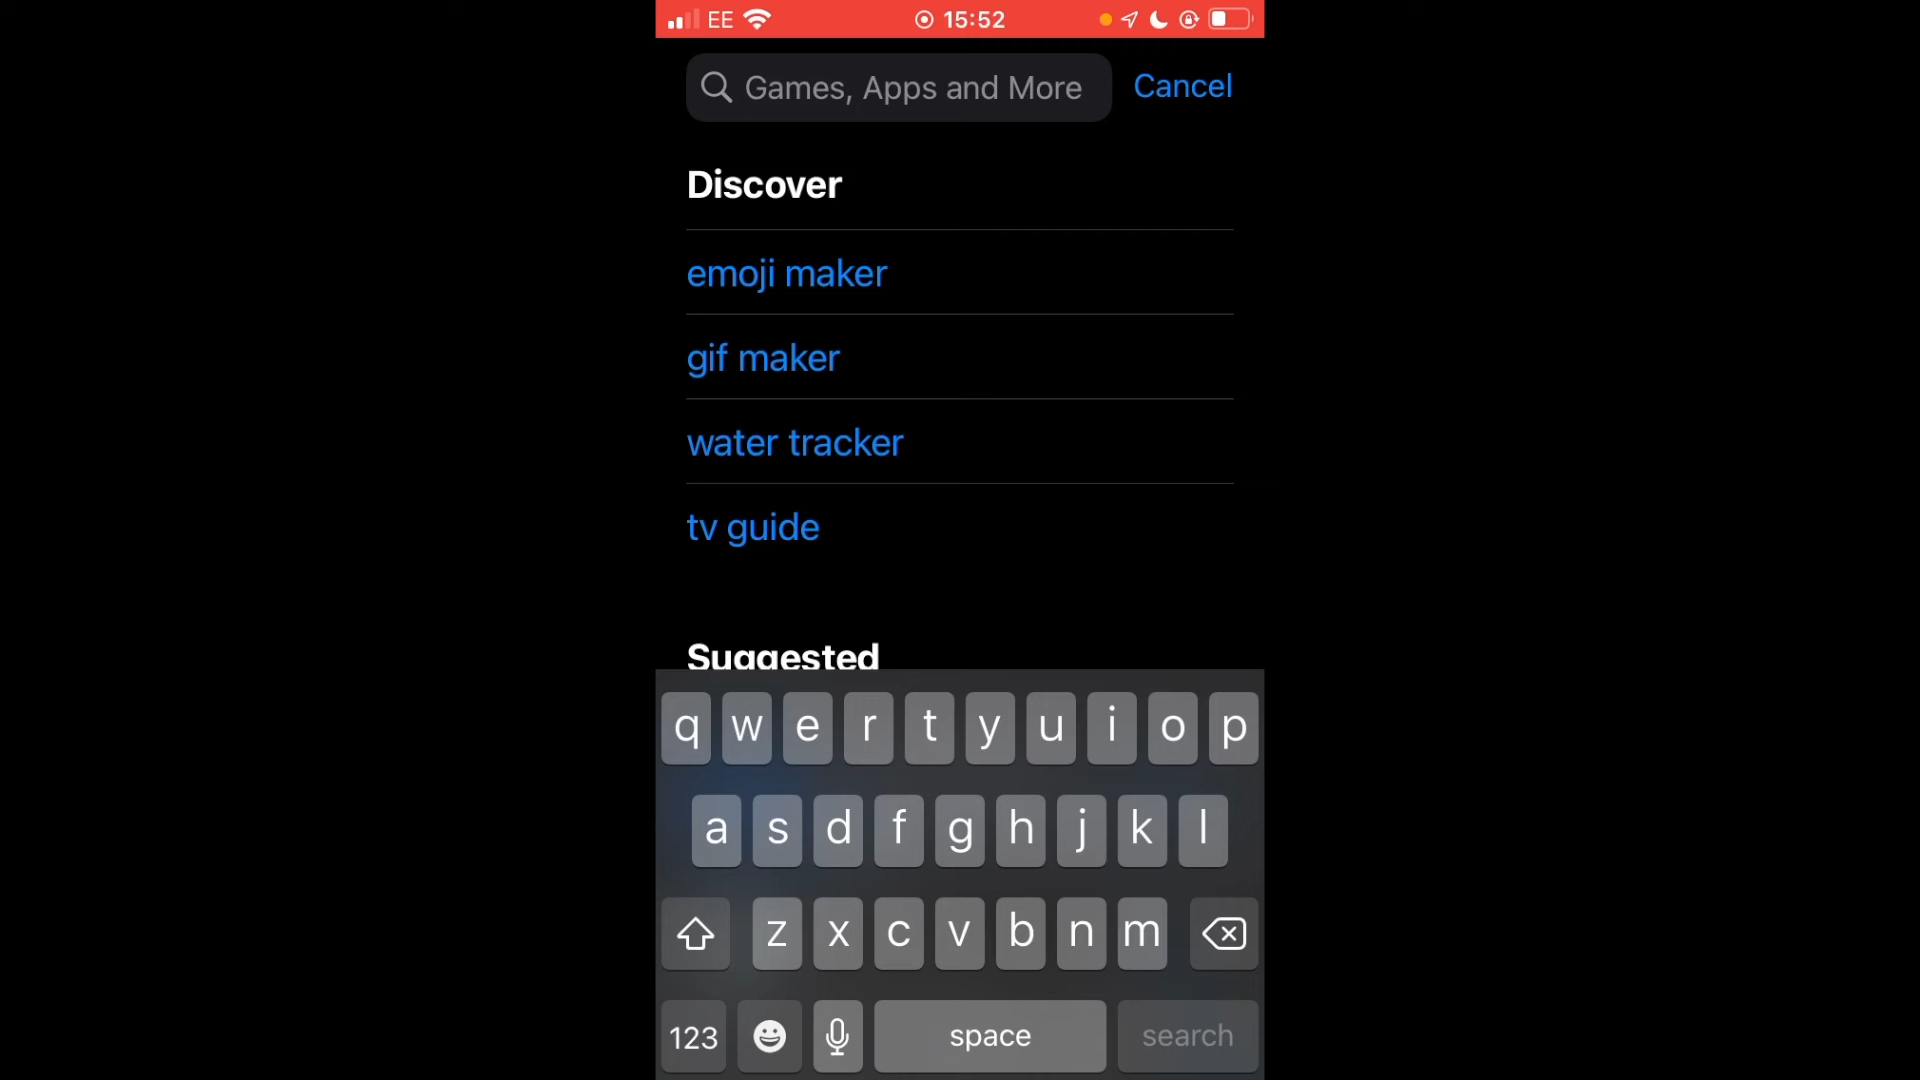 EE 15:52
Games, Apps and More Cancel
Discover
emoji maker
gif maker
water tracker
tv guide
Suggested
q w e r t y u i o p
a s d f g h j k l
z x c v b n m
123 space search